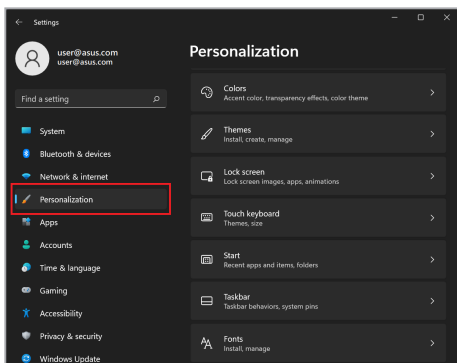 Settings
user@asus.com
user@asus.com
Find a setting
System
Bluetooth & devices
Network & internet
Personalization
Apps
Accounts
Time & language
Gaming
Accessibility
Privacy & security
Windows Update
Personalization
Colors
Accent color, transparency effects, color theme
Themes
Install, create, manage
Lock screen
Lock screen images, apps, animations
Touch keyboard
Themes, size
Start
Recent apps and items, folders
Taskbar
Taskbar behaviors, system pins
Fonts
Install, manage